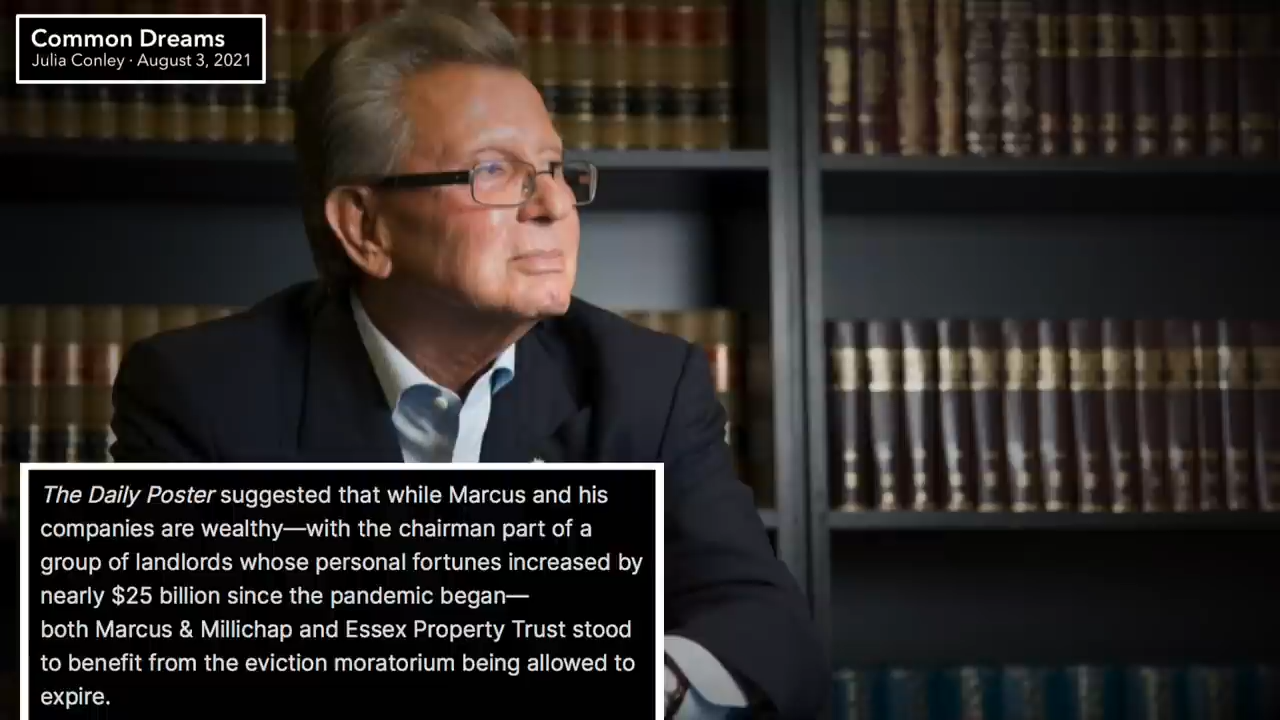 Common Dreams
Julia Conley · August 3, 2021
The Daily Poster suggested that while Marcus and his
companies are wealthy—with the chairman part of a
group of landlords whose personal fortunes increased by
nearly $25 billion since the pandemic began—
both Marcus & Millichap and Essex Property Trust stood
to benefit from the eviction moratorium being allowed to
expire.